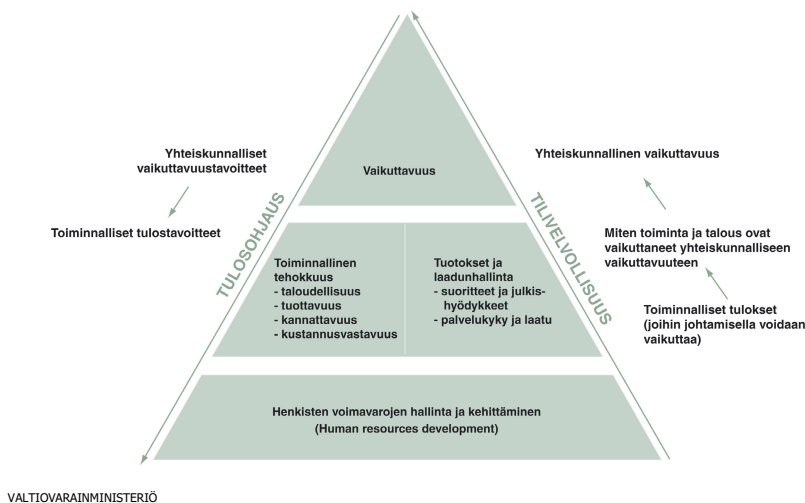 Yhteiskunnalliset
vaikuttavuustavoitteet
Toiminnalliset tulostavoitteet
TULOSOHJAUS
Vaikuttavuus
Toiminnallinen
tehokkuus
- taloudellisuus
- tuottavuus
- kannattavuus
- kustannusvastavuus
Tuotokset ja
laadunhallinta
- suoritteet ja julkis-
hyödykkeet
- palvelukyky ja laatu
Henkisten voimavarojen hallinta ja kehittäminen
(Human resources development)
TILIVELVOLLISUUS
Yhteiskunnallinen vaikuttavuus
Miten toiminta ja talous ovat
vaikuttaneet yhteiskunnalliseen
vaikuttavuuteen
Toiminnalliset tulokset
(joihin johtamisella voidaan
vaikuttaa)
VALTIOVARAINMINISTERIÖ